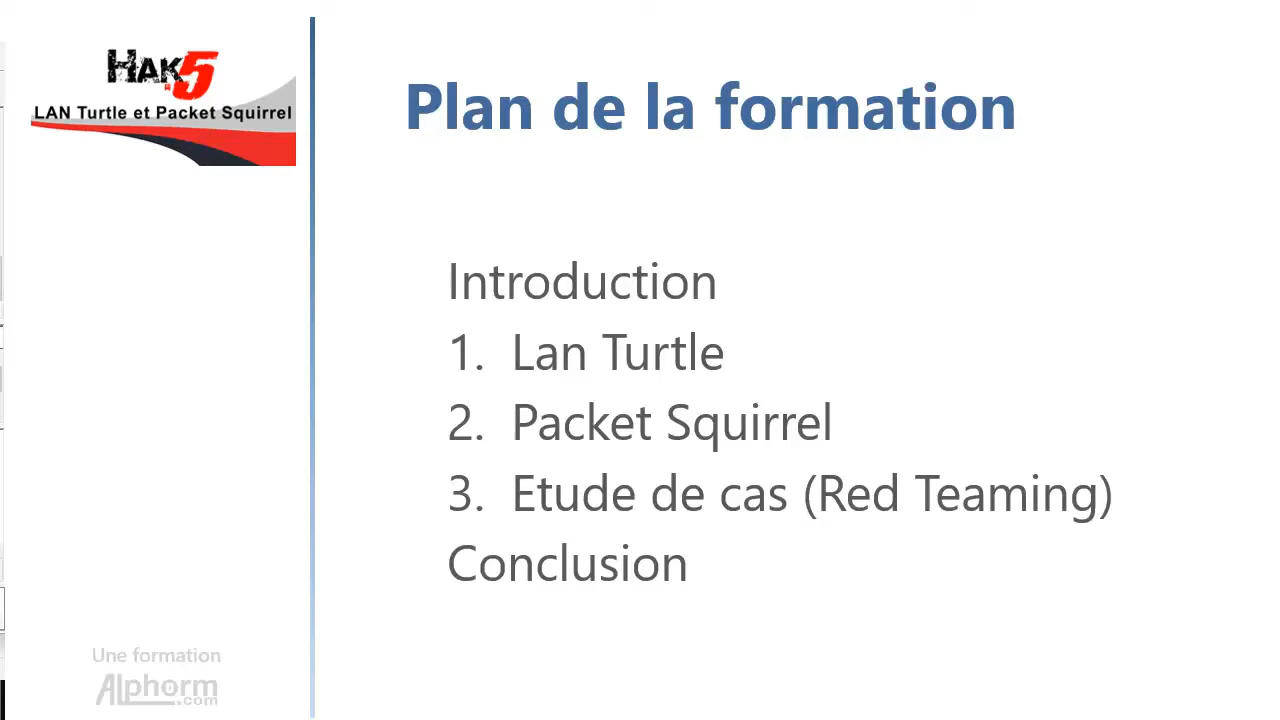 HAK5
LAN Turtle et Packet Squirrel
Plan de la formation
Introduction
1. Lan Turtle
2. Packet Squirrel
3. Etude de cas (Red Teaming)
Conclusion
Une formation
Alphorm
.com